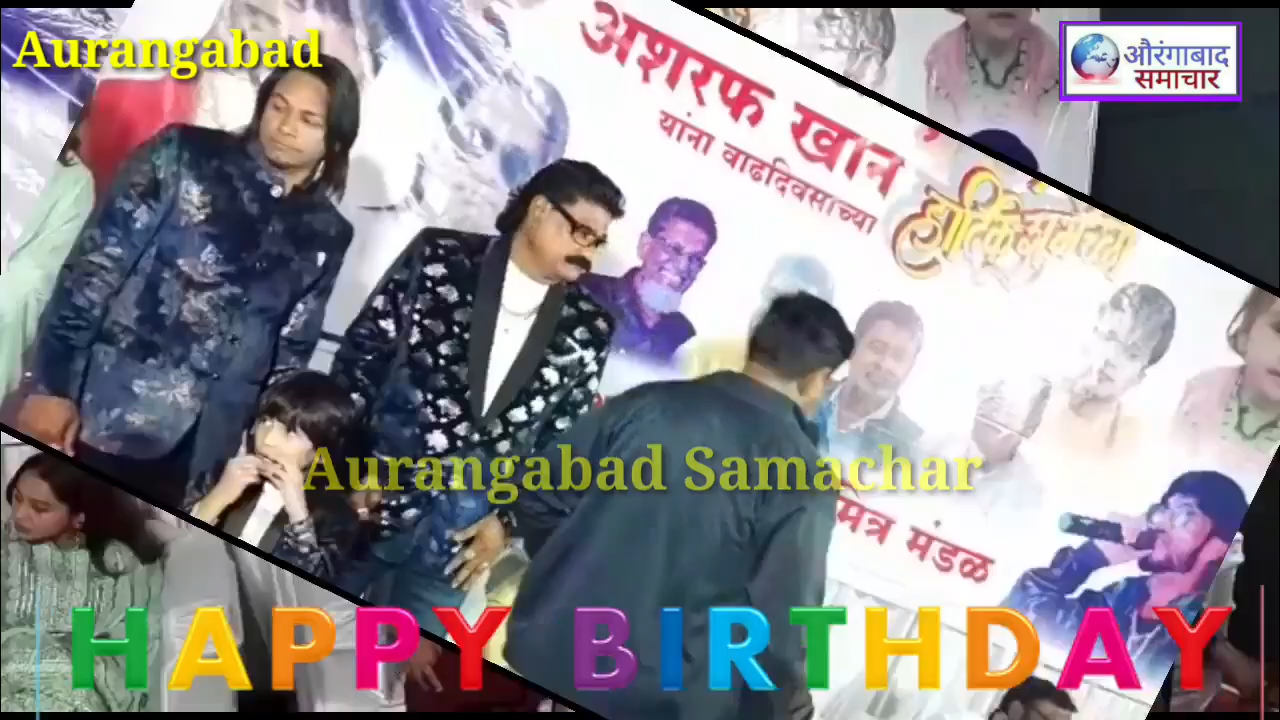 Aurangabad
औरंगाबाद
समाचार
अशरफ खान
यांना वाढदिवसाच्या
हार्दिक
Aurangabad Samachar
मित्र मंडळ
HAPPY BIRTHDAY